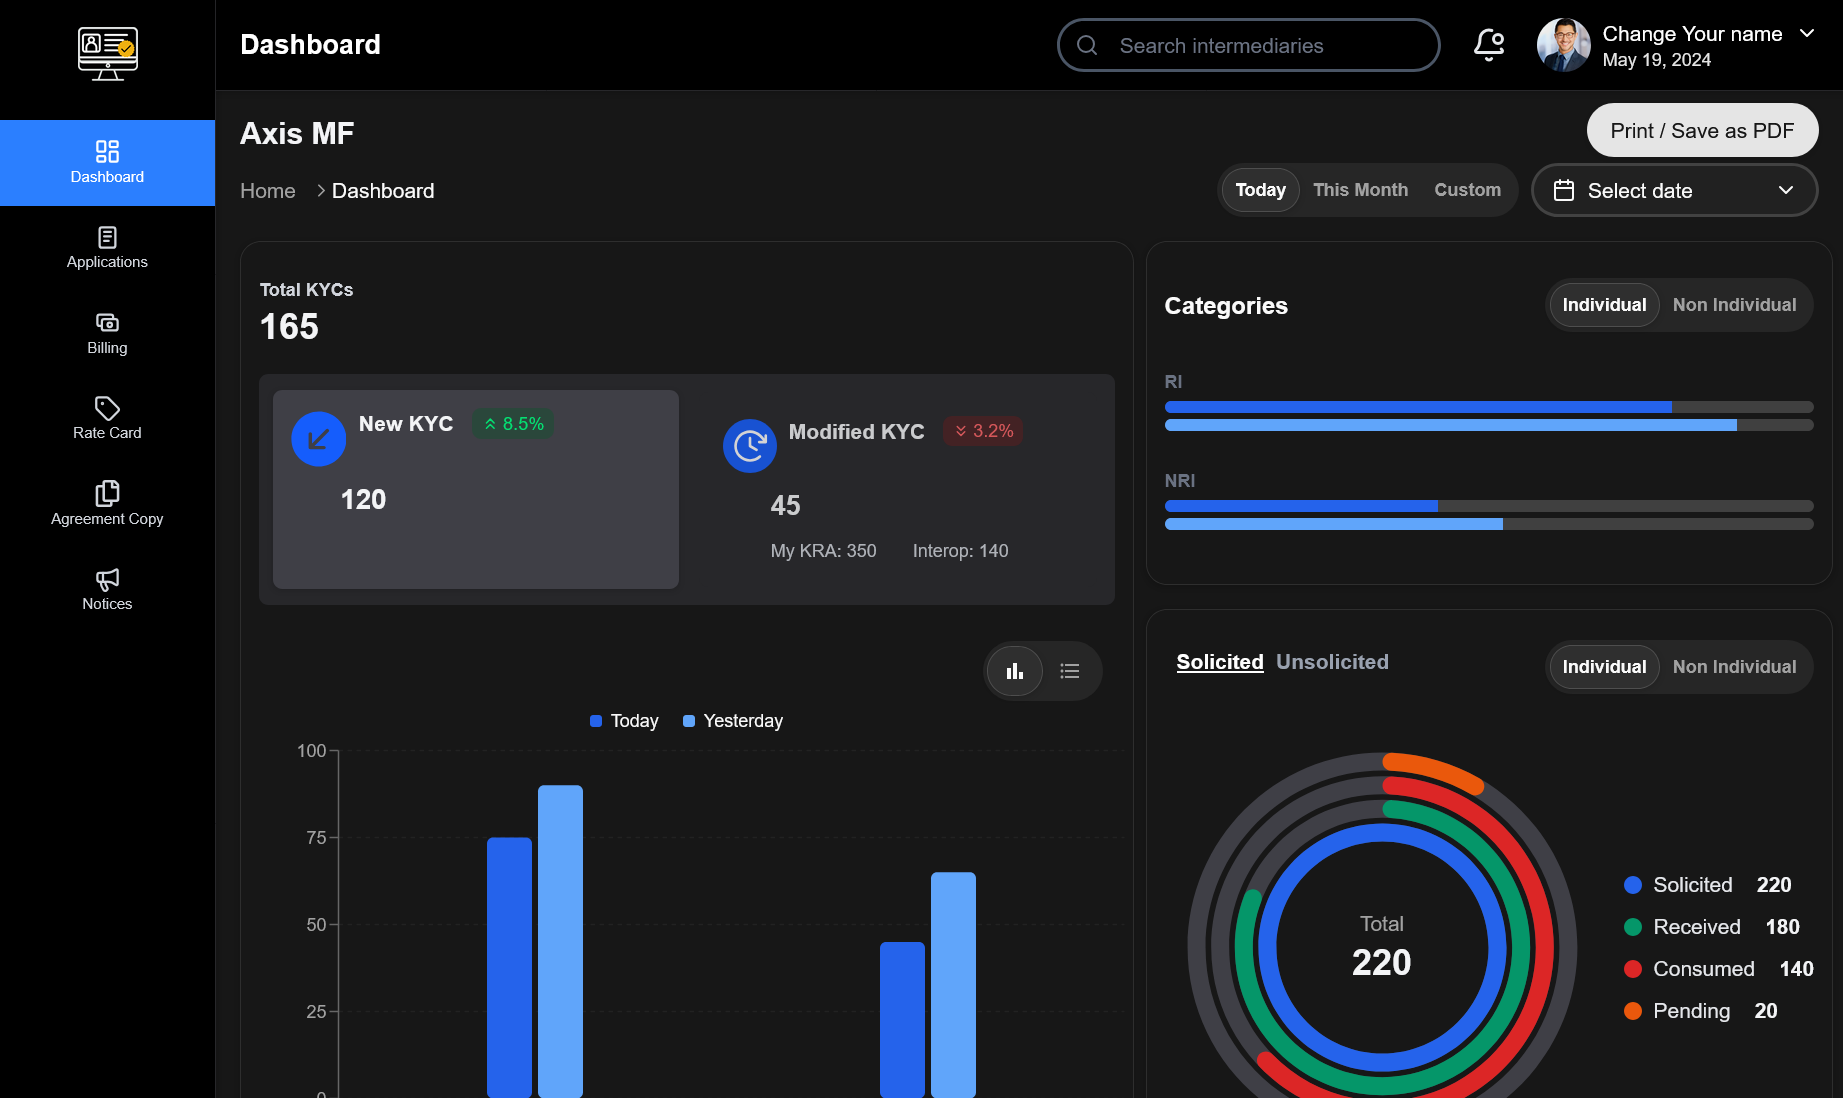 Dashboard
Search intermediaries
Change Your name
May 19, 2024
Dashboard
Applications
Billing
Rate Card
Agreement Copy
Notices
Axis MF
Print / Save as PDF
Home
Dashboard
Today
This Month
Custom
Select date
Total KYCs
165
New KYC
8.5%
120
Modified KYC
3.2%
45
My KRA: 350
Interop: 140
Today
Yesterday
100
75
50
25
0
Categories
Individual
Non Individual
RI
NRI
Solicited
Unsolicited
Individual
Non Individual
Total
220
Solicited 220
Received 180
Consumed 140
Pending 20